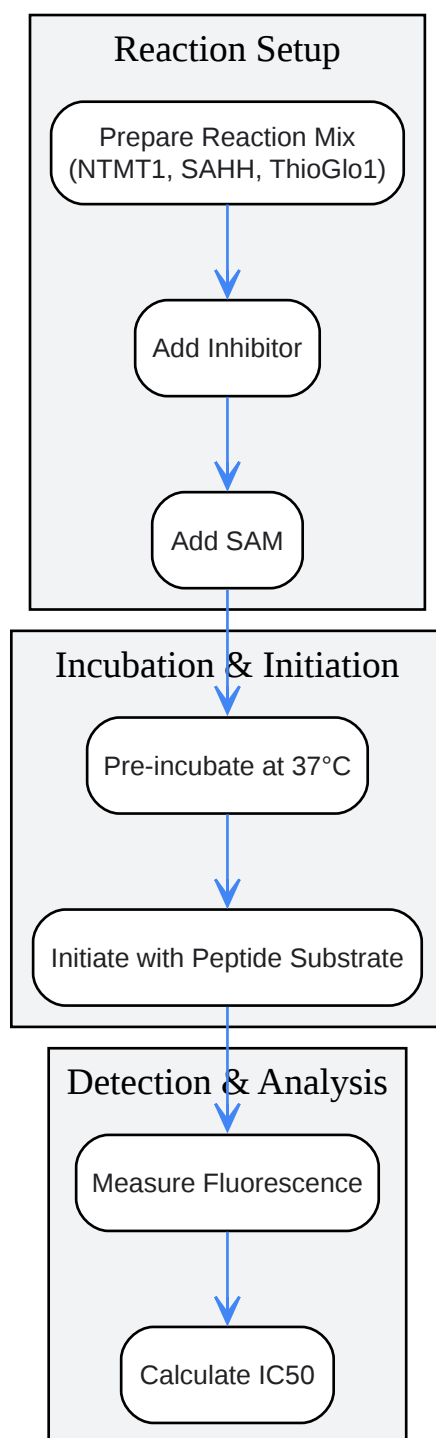 Reaction Setup
Prepare Reaction Mix
(NTMT1, SAHH, ThioGlo1)
Add Inhibitor
Add SAM
Incubation & Initiation
Pre-incubate at 37°C
Initiate with Peptide Substrate
Detection & Analysis
Measure Fluorescence
Calculate IC50